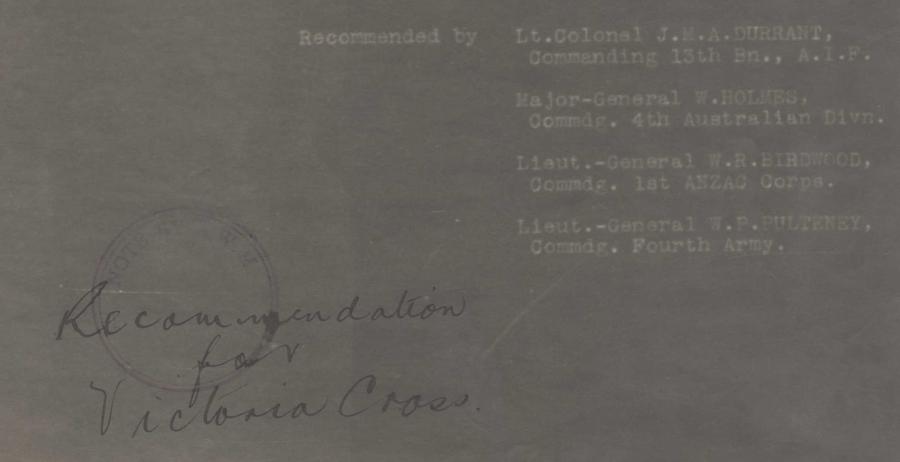 Recommended by Lt.Colonel J.M.A.DURRANT,
Commanding 13th Bn., A.I.F.
Major-General W.HOLMES,
Commdg. 4th Australian Divn.
Lieut.-General W.R.BIRDWOOD,
Commdg. 1st ANZAC Corps.
Lieut.-General W.P.PULTENEY,
Commdg. Fourth Army.
Recommendation
for
Victoria Cross.